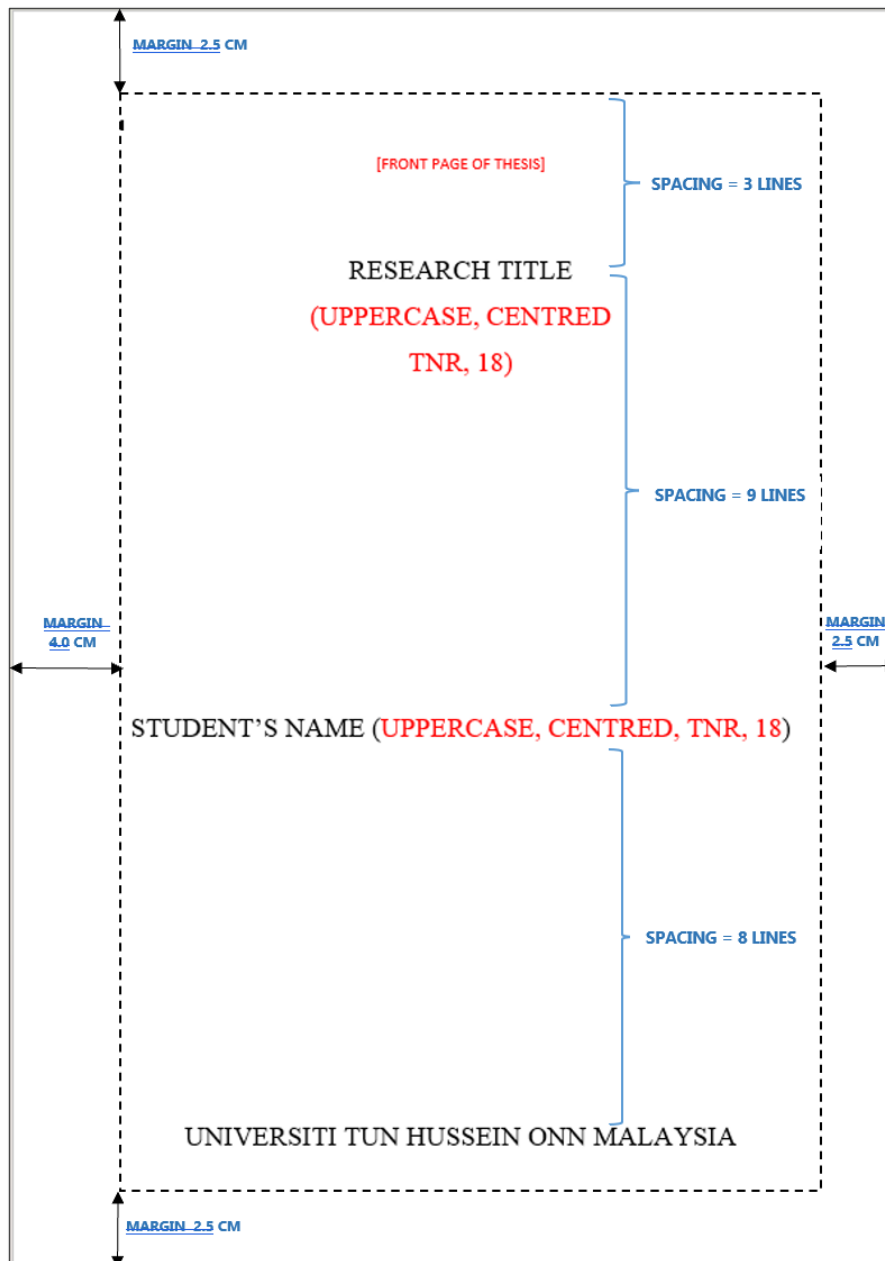 MARGIN 2.5 CM
[FRONT PAGE OF THESIS]
SPACING = 3 LINES
RESEARCH TITLE
(UPPERCASE, CENTRED
TNR, 18)
SPACING = 9 LINES
MARGIN
4.0 CM
MARGIN
2.5 CM
STUDENT’S NAME (UPPERCASE, CENTRED, TNR, 18)
SPACING = 8 LINES
UNIVERSITI TUN HUSSEIN ONN MALAYSIA
MARGIN 2.5 CM